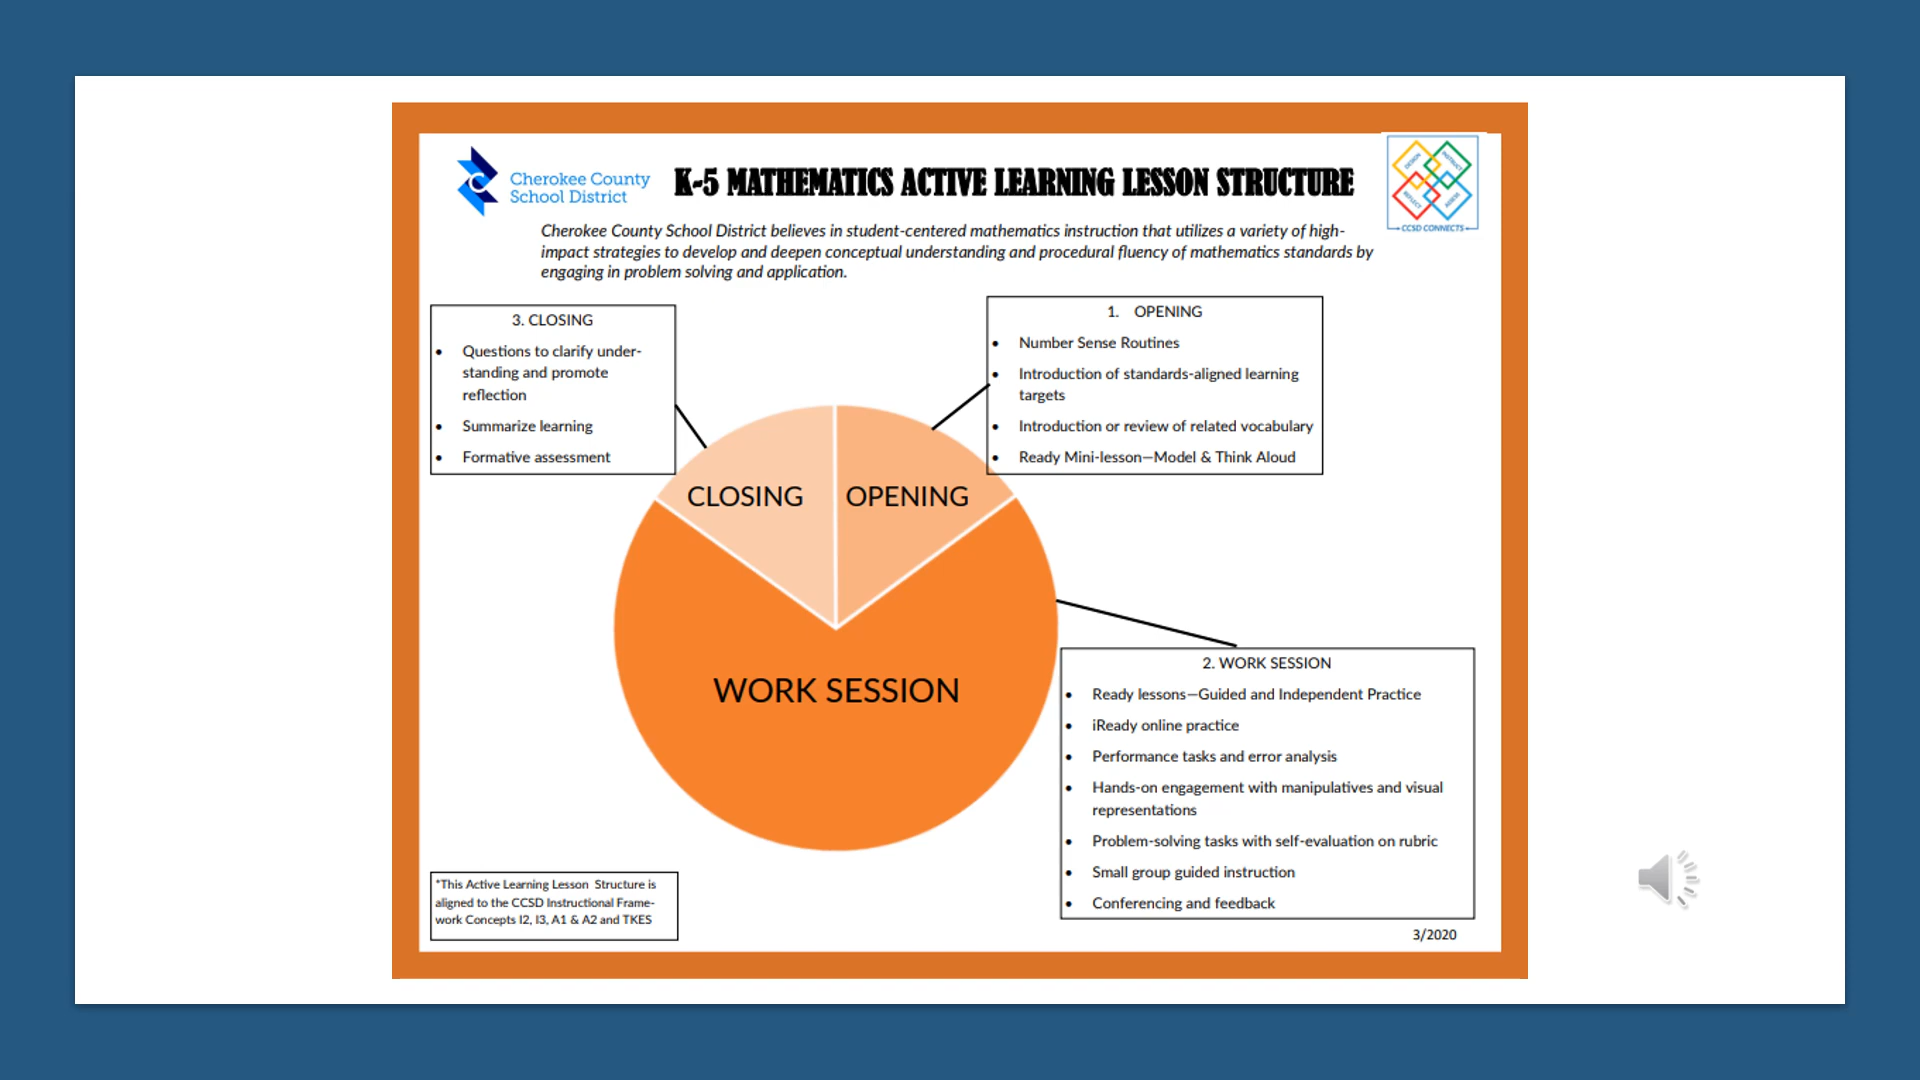 Cherokee County
School District
K-5 MATHEMATICS ACTIVE LEARNING LESSON STRUCTURE
DESIGN
INSTRUCT
REFLECT
ASSESS
CCSD CONNECTS
Cherokee County School District believes in student-centered mathematics instruction that utilizes a variety of high-
impact strategies to develop and deepen conceptual understanding and procedural fluency of mathematics standards by
engaging in problem solving and application.
3. CLOSING
• Questions to clarify under-
standing and promote
reflection
• Summarize learning
• Formative assessment
1. OPENING
• Number Sense Routines
• Introduction of standards-aligned learning
targets
• Introduction or review of related vocabulary
• Ready Mini-lesson—Model & Think Aloud
CLOSING
OPENING
WORK SESSION
2. WORK SESSION
• Ready lessons—Guided and Independent Practice
• iReady online practice
• Performance tasks and error analysis
• Hands-on engagement with manipulatives and visual
representations
• Problem-solving tasks with self-evaluation on rubric
• Small group guided instruction
• Conferencing and feedback
*This Active Learning Lesson Structure is
aligned to the CCSD Instructional Frame-
work Concepts I2, I3, A1 & A2 and TKES
3/2020